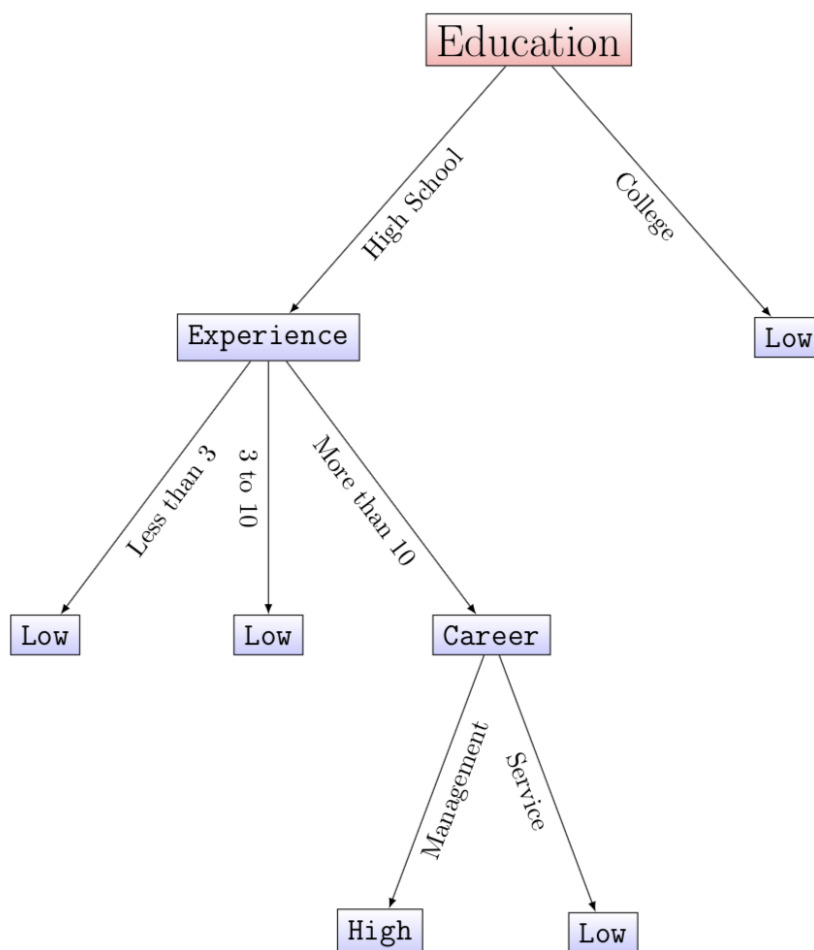 Education
High School
College
Experience
Low
Less than 3
3 to 10
More than 10
Low
Low
Career
Management
Service
High
Low